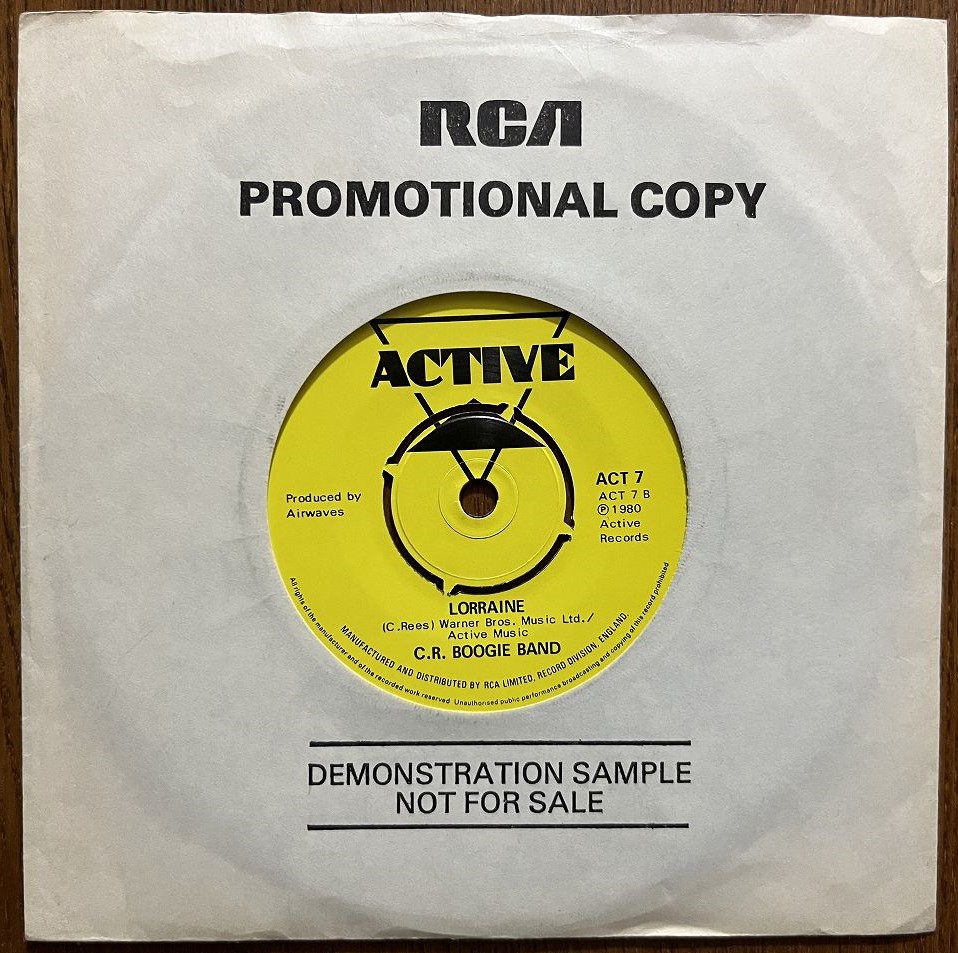 RCA
PROMOTIONAL COPY
ACTIVE
Produced by
Airwaves
ACT 7
ACT 7 B
℗ 1980
Active
Records
LORRAINE
(C.Rees) Warner Bros. Music Ltd./
Active Music
C.R. BOOGIE BAND
MANUFACTURED AND DISTRIBUTED BY RCA LIMITED, RECORD DIVISION, ENGLAND.
All rights of the manufacturer and of the recorded work reserved Unauthorised public performance broadcasting and copying of this record prohibited
DEMONSTRATION SAMPLE
NOT FOR SALE